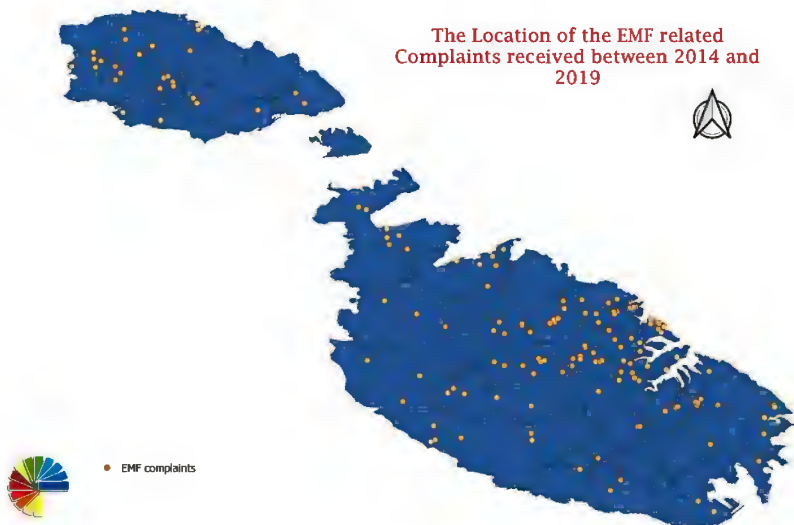 The Location of the EMF related
Complaints received between 2014 and
2019
EMF complaints